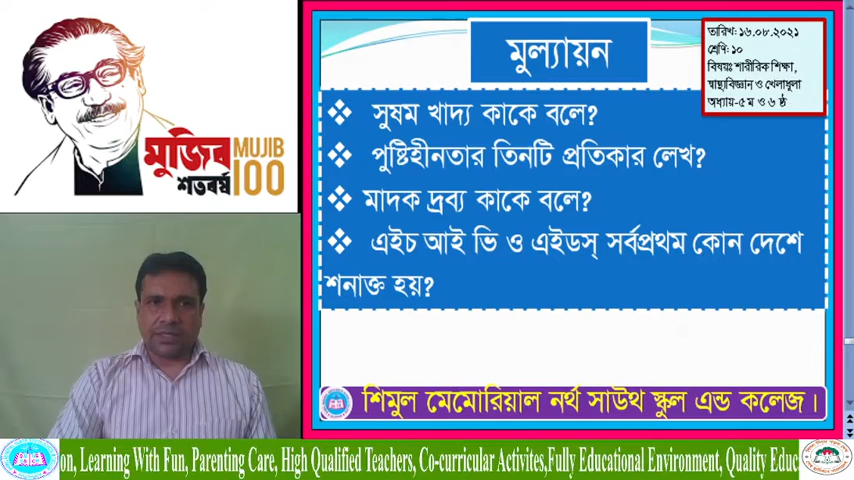 মুজিব MUJIB
শতবর্ষ 100
মুল্যায়ন
তারিখ: ১৬.০৮.২০২১
শ্রেণি: ১০
বিষয়ঃ শারীরিক শিক্ষা,
স্বাস্থ্যবিজ্ঞান ও খেলাধুলা
অধ্যায়-৫ ম ও ৬ ষ্ঠ
❖ সুষম খাদ্য কাকে বলে?
❖ পুষ্টিহীনতার তিনটি প্রতিকার লেখ?
❖ মাদক দ্রব্য কাকে বলে?
❖ এইচ আই ভি ও এইডস্ সর্বপ্রথম কোন দেশে
শনাক্ত হয়?
শিমুল মেমোরিয়াল নর্থ সাউথ স্কুল এন্ড কলেজ।
on, Learning With Fun, Parenting Care, High Qualified Teachers, Co-curricular Activites,Fully Educational Environment, Quality Educ